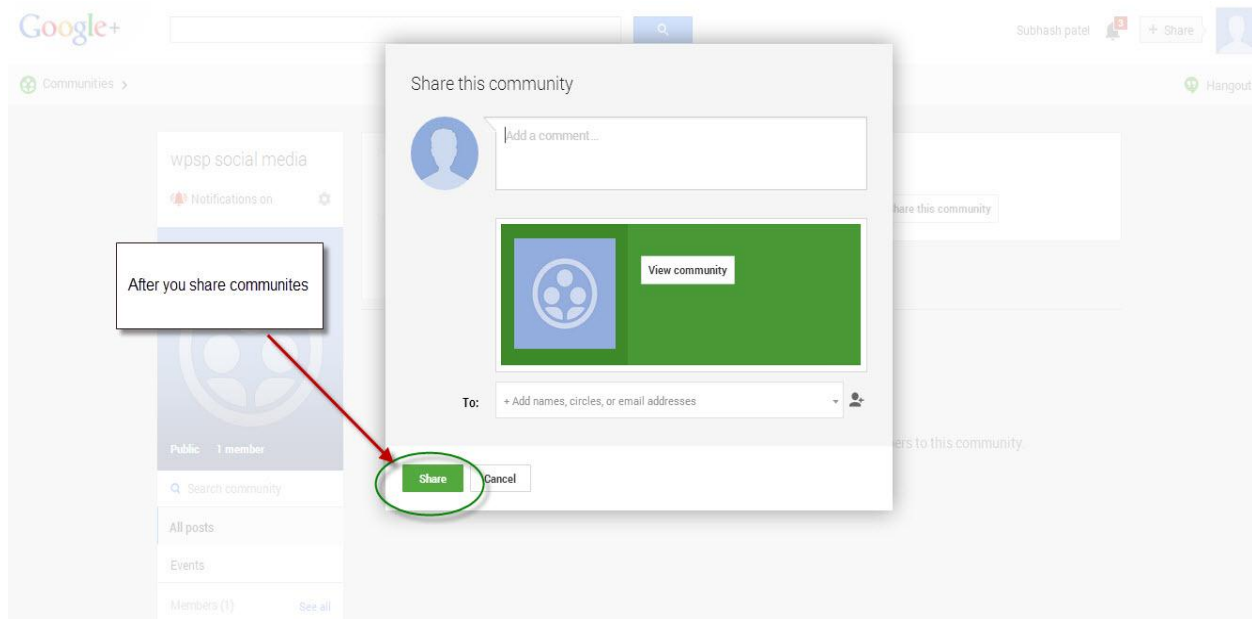 Google+
Subhash patel
3
+ Share
Communities >
Hangout
Share this community
Add a comment...
wpsp social media
Notifications on
hare this community
View community
After you share communites
To:
+ Add names, circles, or email addresses
Public 1 member
ers to this community.
Share
Cancel
Search community
All posts
Events
Members (1) See all